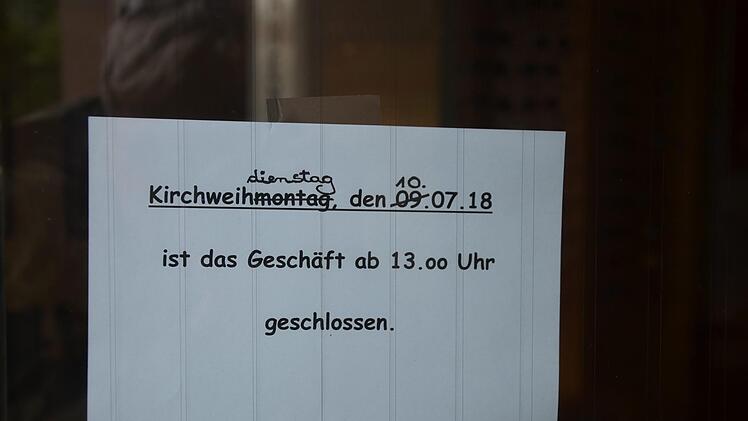 dienstag 10.
Kirchweihmontag, den 09.07.18
ist das Geschäft ab 13.oo Uhr
geschlossen.